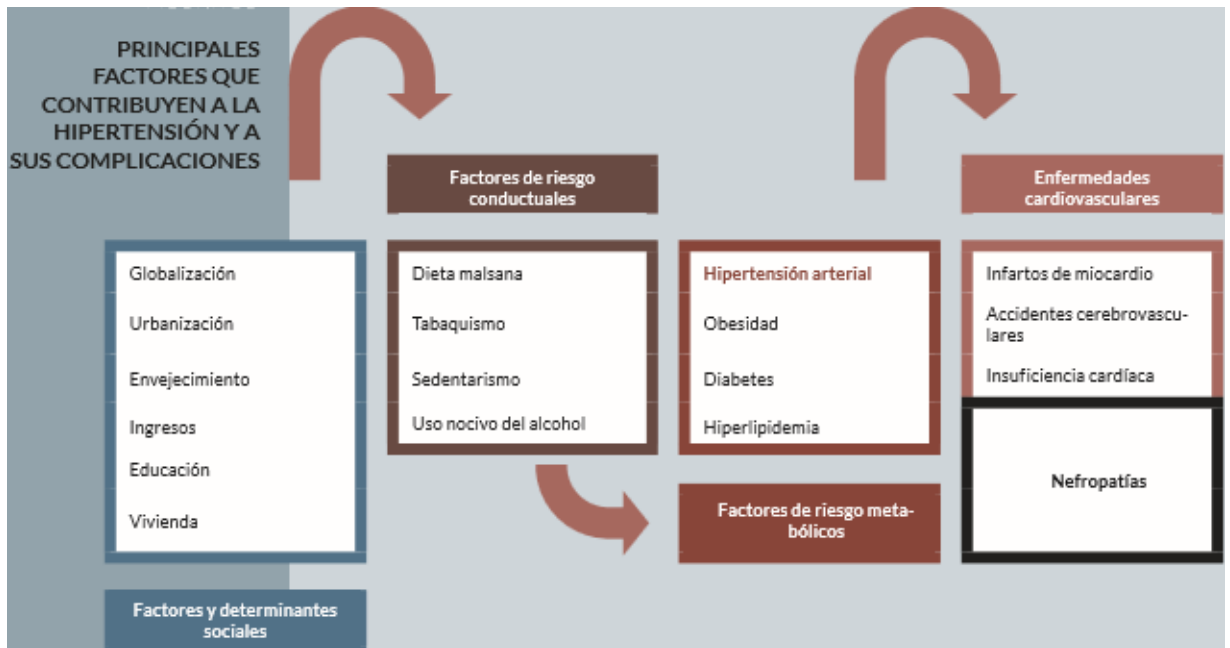 PRINCIPALES
FACTORES QUE
CONTRIBUYEN A LA
HIPERTENSIÓN Y A
SUS COMPLICACIONES
Factores y determinantes
sociales
Globalización
Urbanización
Envejecimiento
Ingresos
Educación
Vivienda
Factores de riesgo
conductuales
Dieta malsana
Tabaquismo
Sedentarismo
Uso nocivo del alcohol
Hipertensión arterial
Obesidad
Diabetes
Hiperlipidemia
Factores de riesgo meta-
bólicos
Enfermedades
cardiovasculares
Infartos de miocardio
Accidentes cerebrovascu-
lares
Insuficiencia cardíaca
Nefropatías